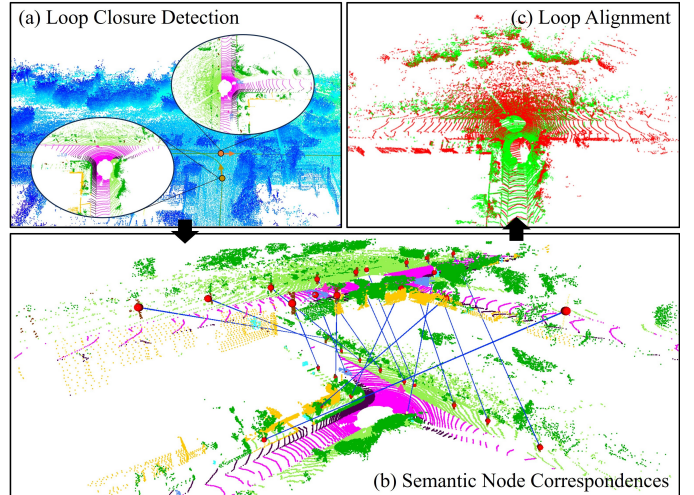 (a) Loop Closure Detection
(c) Loop Alignment
(b) Semantic Node Correspondences